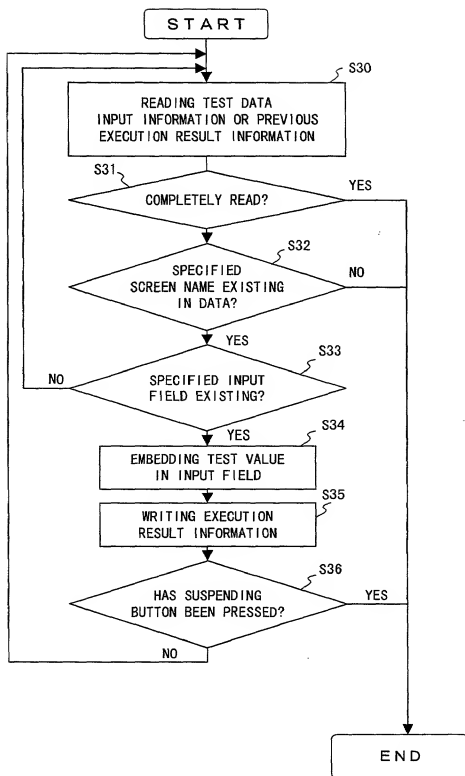 START
S30
READING TEST DATA
INPUT INFORMATION OR PREVIOUS
EXECUTION RESULT INFORMATION
S31
COMPLETELY READ?
YES
S32
SPECIFIED
SCREEN NAME EXISTING
IN DATA?
NO
YES
S33
SPECIFIED INPUT
FIELD EXISTING?
NO
YES
S34
EMBEDDING TEST VALUE
IN INPUT FIELD
S35
WRITING EXECUTION
RESULT INFORMATION
S36
HAS SUSPENDING
BUTTON BEEN PRESSED?
YES
NO
END